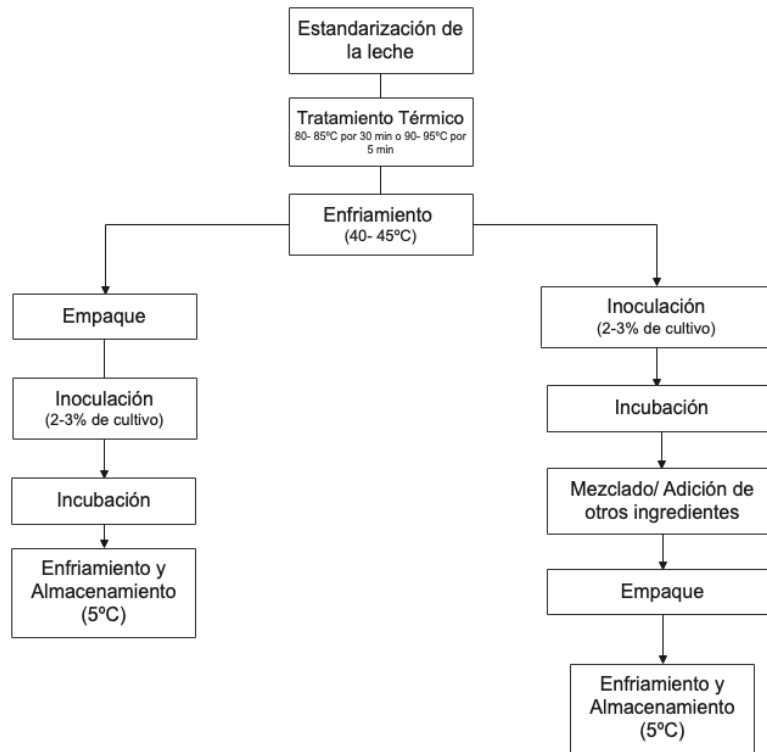 Estandarización de
la leche
Tratamiento Térmico
80- 85ºC por 30 min o 90- 95ºC por
5 min
Enfriamiento
(40- 45ºC)
Empaque
Inoculación
(2-3% de cultivo)
Incubación
Enfriamiento y
Almacenamiento
(5ºC)
Inoculación
(2-3% de cultivo)
Incubación
Mezclado/ Adición de
otros ingredientes
Empaque
Enfriamiento y
Almacenamiento
(5ºC)